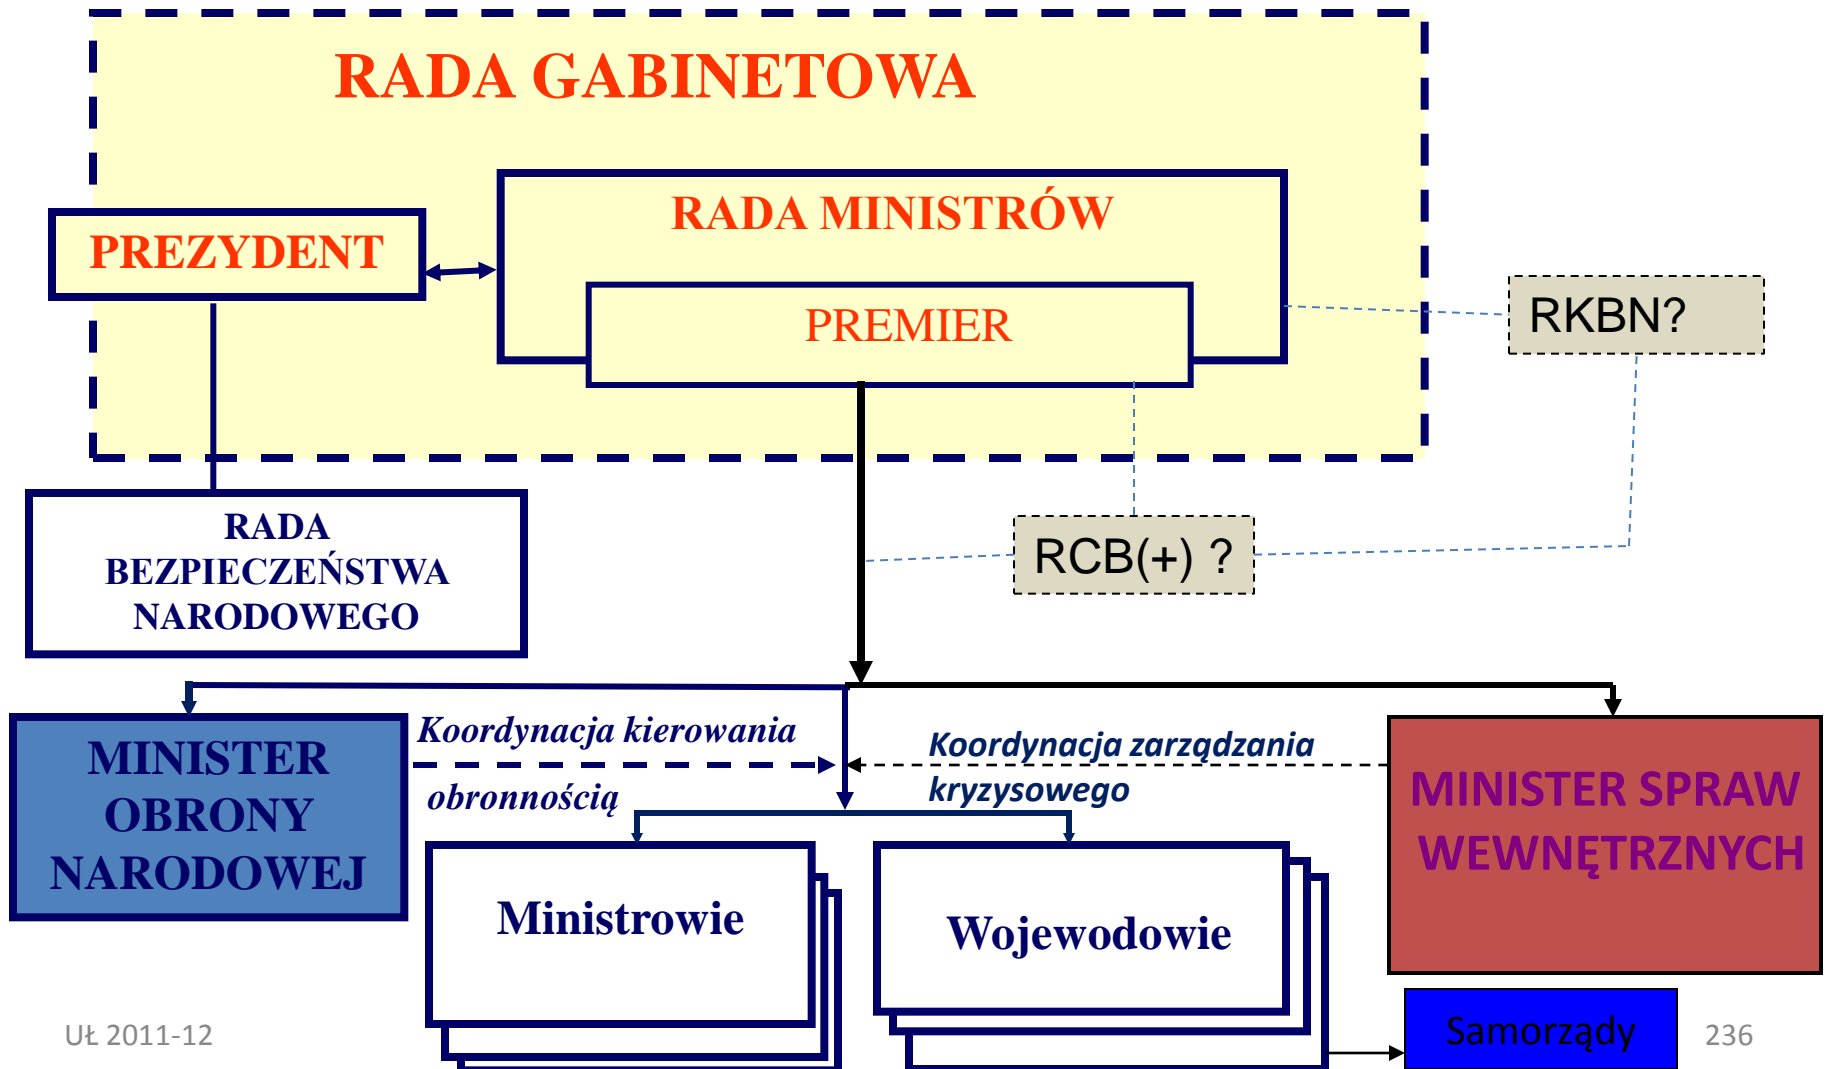 RADA GABINETOWA
RADA MINISTRÓW
PREZYDENT
PREMIER
RKBN?
RADA
BEZPIECZEŃSTWA
NARODOWEGO
RCB(+) ?
MINISTER
OBRONY
NARODOWEJ
Koordynacja kierowania
obronnością
Koordynacja zarządzania
kryzysowego
MINISTER SPRAW
WEWNĘTRZNYCH
Ministrowie
Wojewodowie
Samorządy
UŁ 2011-12
236